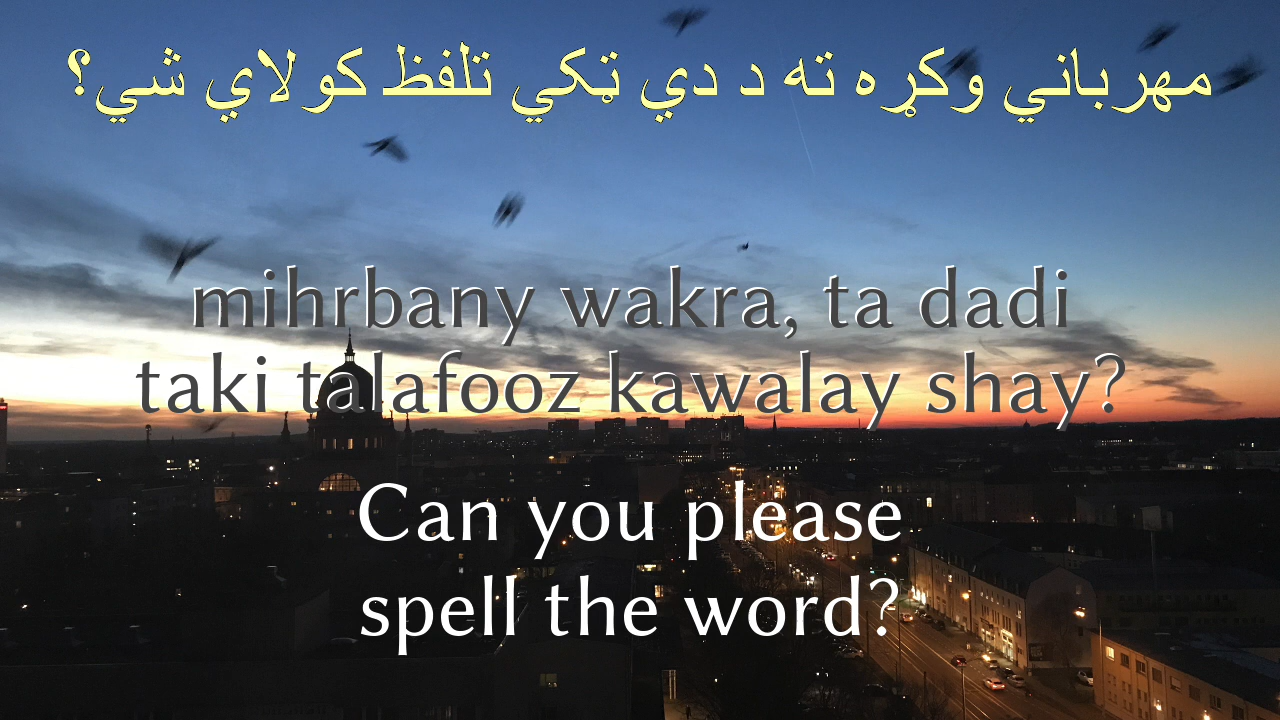 مهرباني وکړه ته د دي ټکي تلفظ کولاي شي؟
mihrbany wakra, ta dadi
taki talafooz kawalay shay?
Can you please
spell the word?